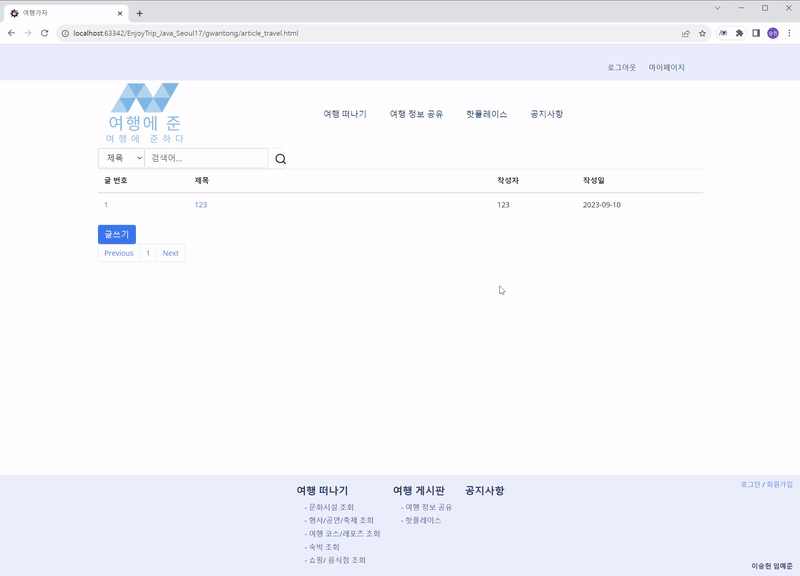 여행가자
localhost:63342/EnjoyTrip_Java_Seoul17/gwantong/article_travel.html
로그아웃 마이페이지
여행에 준
여행에 준하다
여행 떠나기 여행 정보 공유 핫플레이스 공지사항
제목 검색어...
글 번호 제목 작성자 작성일
1 123 123 2023-09-10
글쓰기
Previous 1 Next
여행 떠나기
- 문화시설 조회
- 행사/공연/축제 조회
- 여행 코스/레포츠 조회
- 숙박 조회
- 쇼핑/ 음식점 조회
여행 게시판
- 여행 정보 공유
- 핫플레이스
공지사항
로그인 / 회원가입
이승현 임예준